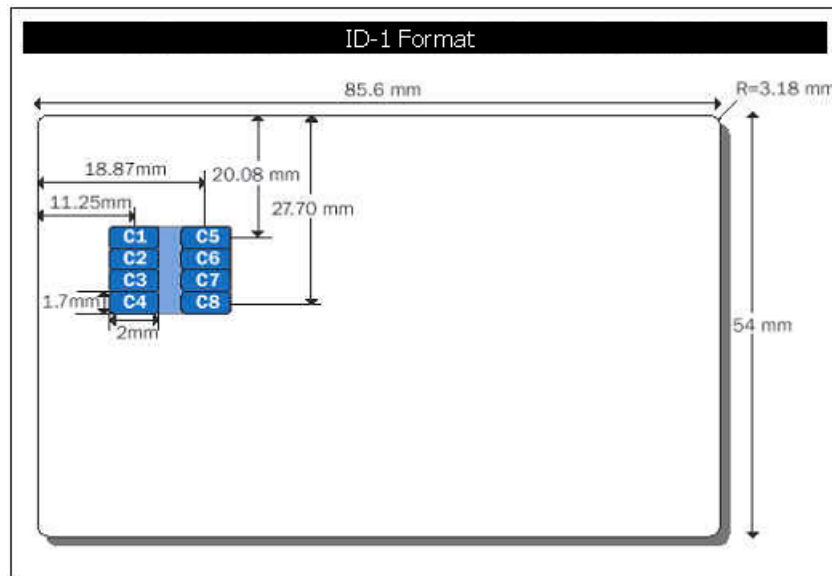 ID-1 Format
85.6 mm
R=3.18 mm
18.87mm
20.08 mm
11.25mm
27.70 mm
C1 C5
C2 C6
C3 C7
1.7mm C4 C8
2mm
54 mm